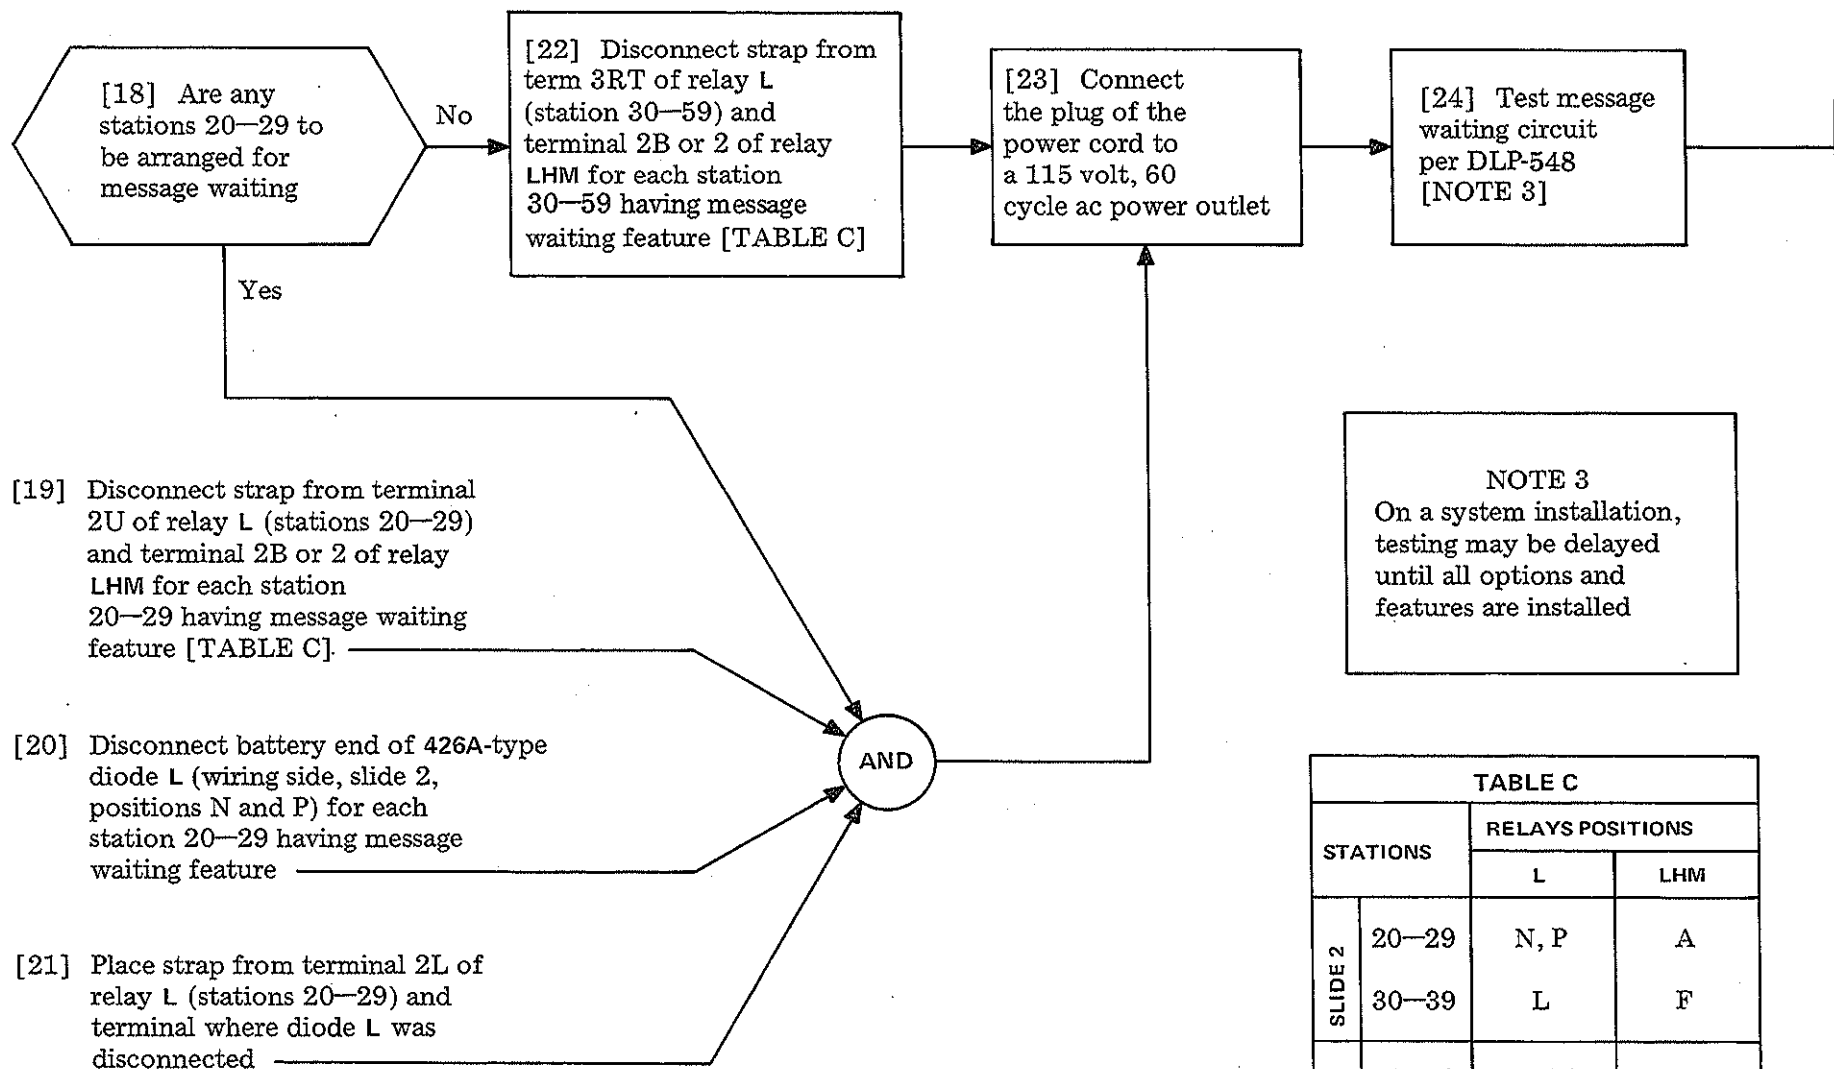 [18] Are any
stations 20—29 to
be arranged for
message waiting
No
Yes
[22] Disconnect strap from
term 3RT of relay L
(station 30—59) and
terminal 2B or 2 of relay
LHM for each station
30—59 having message
waiting feature [TABLE C]
[23] Connect
the plug of the
power cord to
a 115 volt, 60
cycle ac power outlet
[24] Test message
waiting circuit
per DLP-548
[NOTE 3]
[19] Disconnect strap from terminal
2U of relay L (stations 20—29)
and terminal 2B or 2 of relay
LHM for each station
20—29 having message waiting
feature [TABLE C].
[20] Disconnect battery end of 426A-type
diode L (wiring side, slide 2,
positions N and P) for each
station 20—29 having message
waiting feature
[21] Place strap from terminal 2L of
relay L (stations 20—29) and
terminal where diode L was
disconnected
AND
NOTE 3
On a system installation,
testing may be delayed
until all options and
features are installed
TABLE C
STATIONS
RELAYS POSITIONS
L LHM
SLIDE 2
20—29 N, P A
30—39 L F